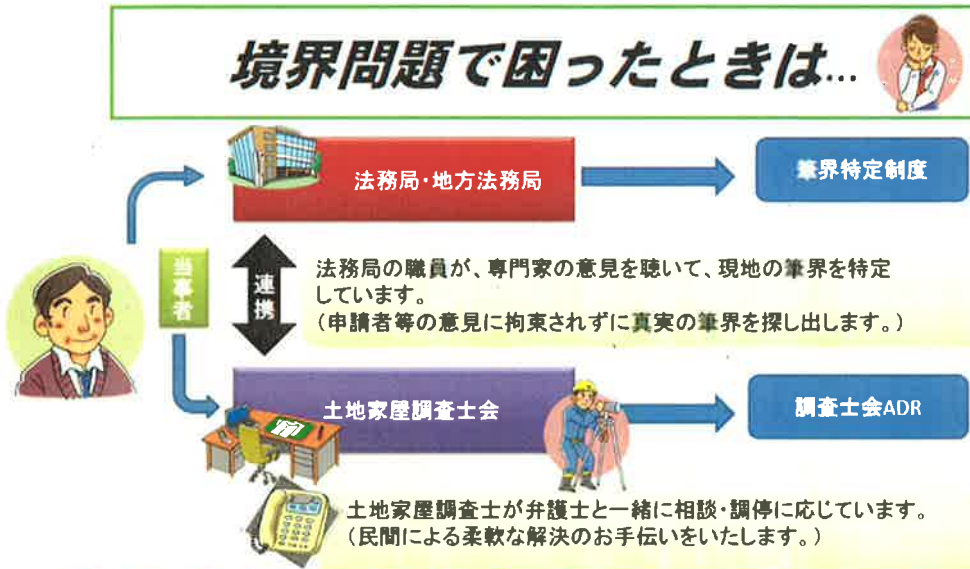 境界問題で困ったときは…
法務局・地方法務局
筆界特定制度
当事者
連携
法務局の職員が、専門家の意見を聴いて、現地の筆界を特定
しています。
(申請者等の意見に拘束されずに真実の筆界を探し出します。)
土地家屋調査士会
調査士会ADR
土地家屋調査士が弁護士と一緒に相談・調停に応じています。
(民間による柔軟な解決のお手伝いをいたします。)